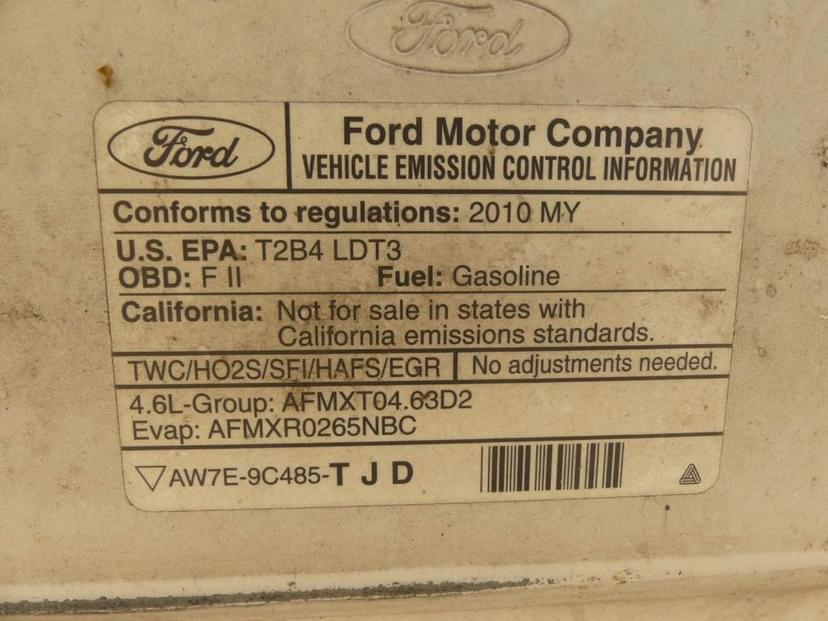 Ford
Ford
Ford Motor Company
VEHICLE EMISSION CONTROL INFORMATION
Conforms to regulations: 2010 MY
U.S. EPA: T2B4 LDT3
OBD: F II Fuel: Gasoline
California: Not for sale in states with
California emissions standards.
TWC/HO2S/SFI/HAFS/EGR No adjustments needed.
4.6L-Group: AFMXT04.63D2
Evap: AFMXR0265NBC
AW7E-9C485-T J D